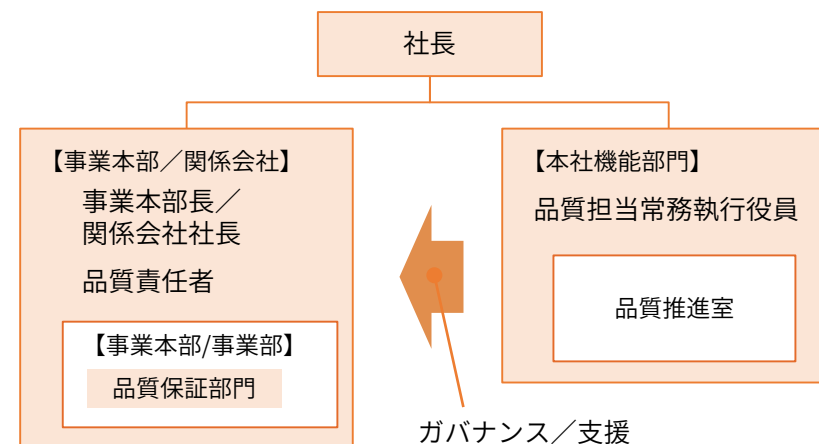 社長
【事業本部／関係会社】
事業本部長／
関係会社社長
品質責任者
【事業本部/事業部】
品質保証部門
【本社機能部門】
品質担当常務執行役員
品質推進室
ガバナンス／支援